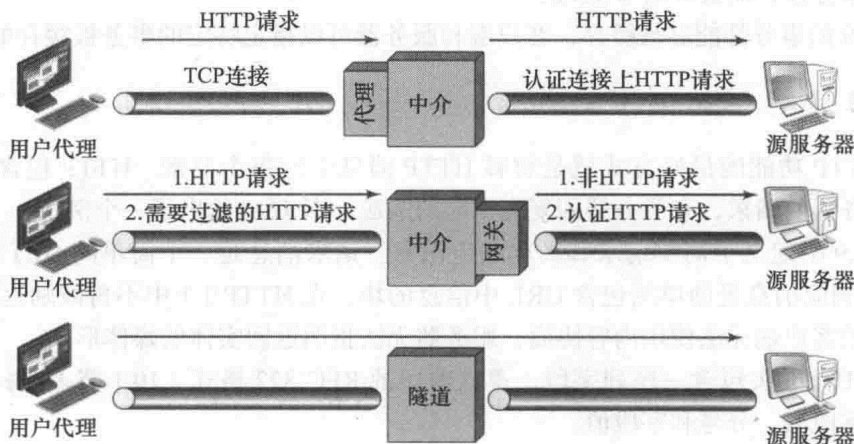 HTTP请求 HTTP请求
TCP连接 代理 中介 认证连接上HTTP请求
用户代理 源服务器
1.HTTP请求 1.非HTTP请求
2.需要过滤的HTTP请求 中介 网关 2.认证HTTP请求
用户代理 源服务器
隧道
用户代理 源服务器